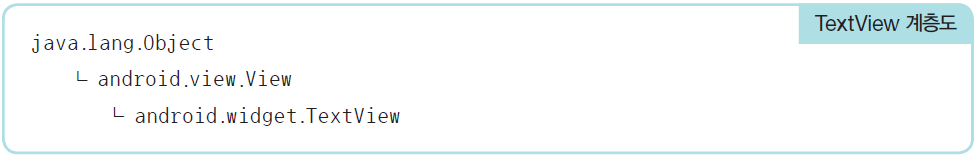 TextView 계층도
java.lang.Object
└ android.view.View
└ android.widget.TextView